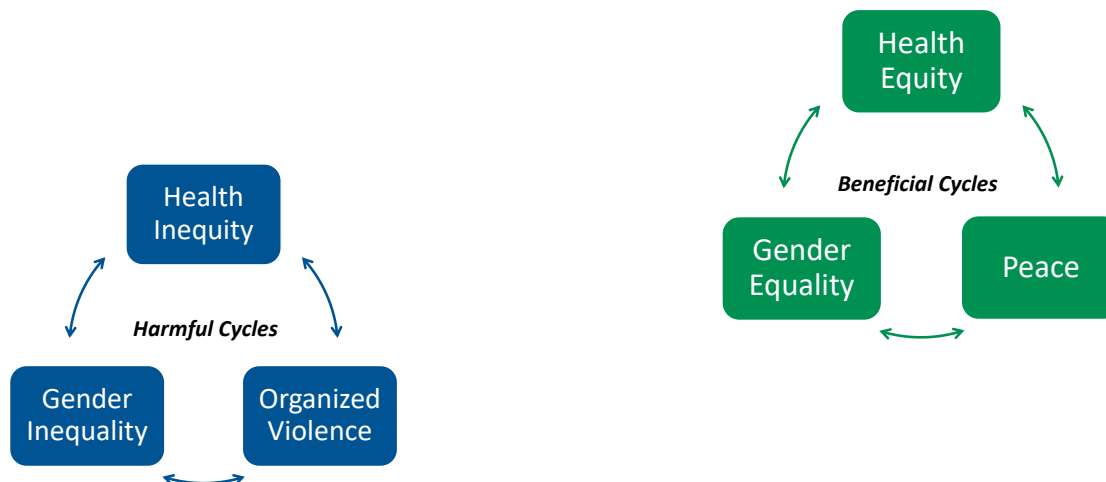 Health
Inequity
Harmful Cycles
Gender
Inequality
Organized
Violence
Health
Equity
Beneficial Cycles
Gender
Equality
Peace